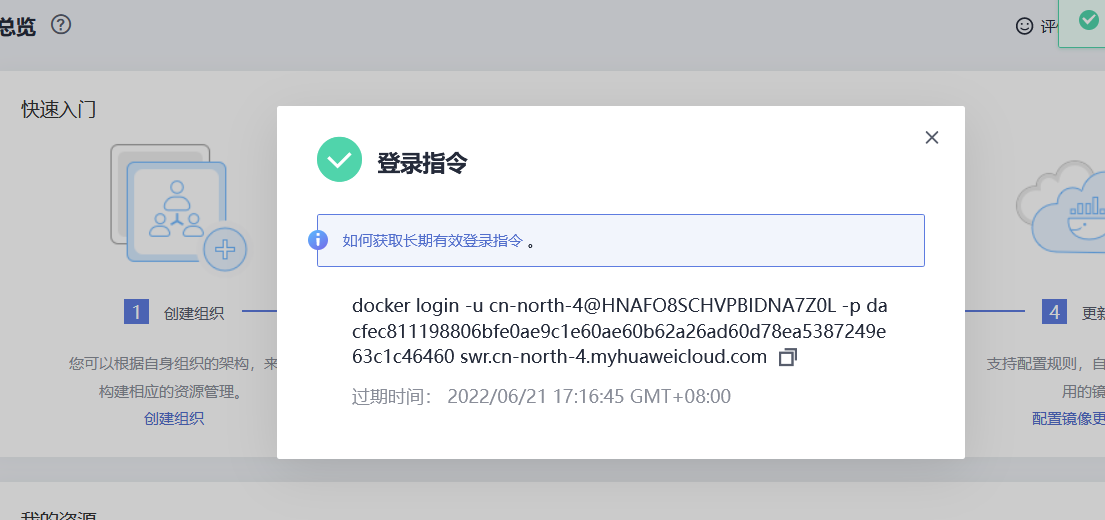 总览
快速入门
登录指令
如何获取长期有效登录指令 。
docker login -u cn-north-4@HNAFO8SCHVPBIDNA7Z0L -p da
cfec811198806bfe0ae9c1e60ae60b62a26ad60d78ea5387249e
63c1c46460 swr.cn-north-4.myhuaweicloud.com
过期时间： 2022/06/21 17:16:45 GMT+08:00
1 创建组织
您可以根据自身组织的架构，来
构建相应的资源管理。
创建组织
4 更新
支持配置规则，自
用的镜
配置镜像更
我的资源